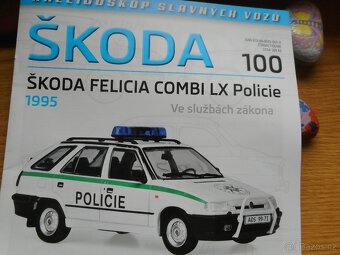 KALEIDOSKOP SLAVNÝCH VOZŮ
ŠKODA
100
ŠKODA FELICIA COMBI LX Policie
1995
Ve službách zákona
POLICIE